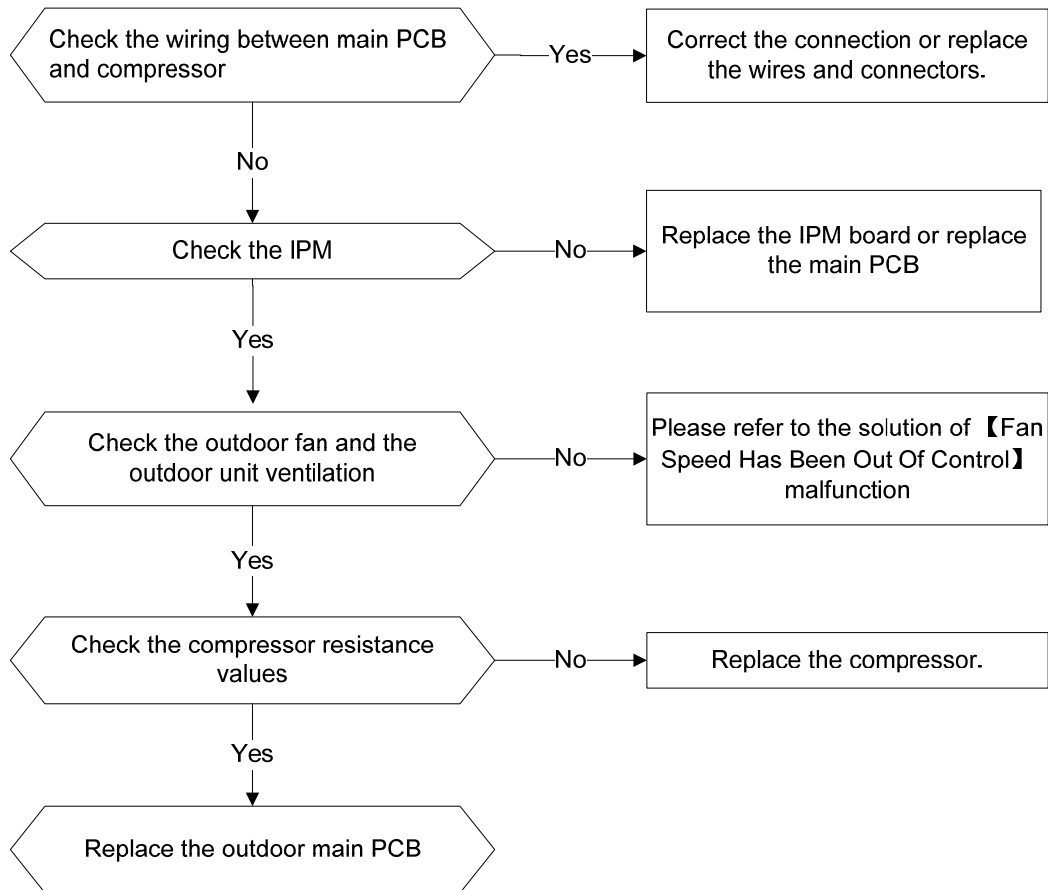 Check the wiring between main PCB
and compressor
Yes
Correct the connection or replace
the wires and connectors.
No
Check the IPM
No
Replace the IPM board or replace
the main PCB
Yes
Check the outdoor fan and the
outdoor unit ventilation
No
Please refer to the solution of 【Fan
Speed Has Been Out Of Control】
malfunction
Yes
Check the compressor resistance
values
No
Replace the compressor.
Yes
Replace the outdoor main PCB